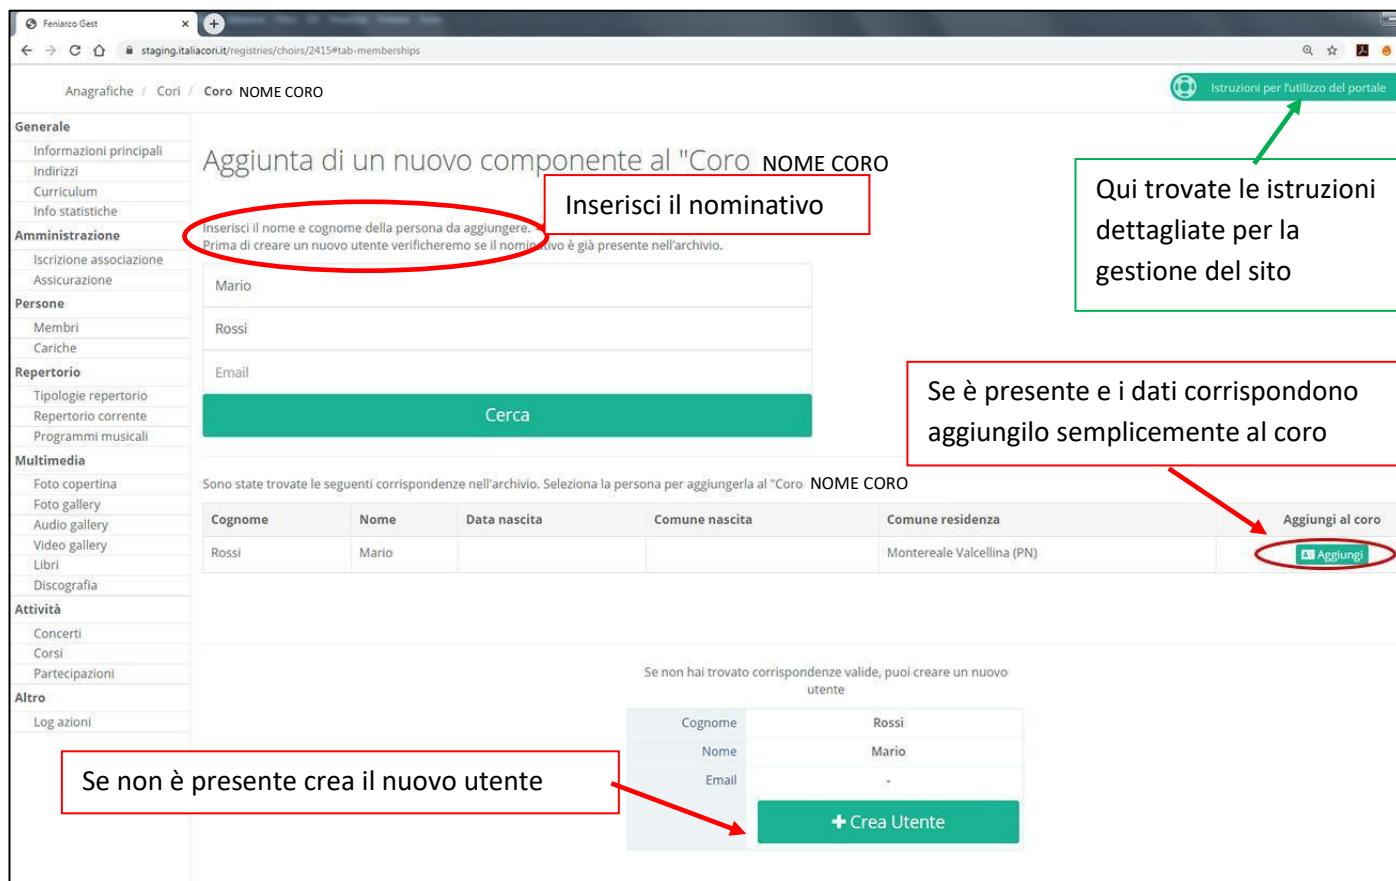 Feniarco Gest
staging.italiacori.it/registries/choirs/2415#tab-memberships
Anagrafiche / Cori / Coro NOME CORO
Istruzioni per l'utilizzo del portale
Generale
Informazioni principali
Indirizzi
Curriculum
Info statistiche
Amministrazione
Iscrizione associazione
Assicurazione
Persone
Membri
Cariche
Repertorio
Tipologie repertorio
Repertorio corrente
Programmi musicali
Multimedia
Foto copertina
Foto gallery
Audio gallery
Video gallery
Libri
Discografia
Attività
Concerti
Corsi
Partecipazioni
Altro
Log azioni
Aggiunta di un nuovo componente al "Coro NOME CORO
Inserisci il nominativo
Qui trovate le istruzioni
dettagliate per la
gestione del sito
Inserisci il nome e cognome della persona da aggiungere.
Prima di creare un nuovo utente verificheremo se il nominativo è già presente nell'archivio.
Mario
Rossi
Email
Cerca
Se è presente e i dati corrispondono
aggiungilo semplicemente al coro
Sono state trovate le seguenti corrispondenze nell'archivio. Seleziona la persona per aggiungerla al "Coro NOME CORO
Cognome Nome Data nascita Comune nascita Comune residenza Aggiungi al coro
Rossi Mario Montereale Valcellina (PN) Aggiungi
Se non hai trovato corrispondenze valide, puoi creare un nuovo
utente
Cognome Rossi
Nome Mario
Email -
Crea Utente
Se non è presente crea il nuovo utente